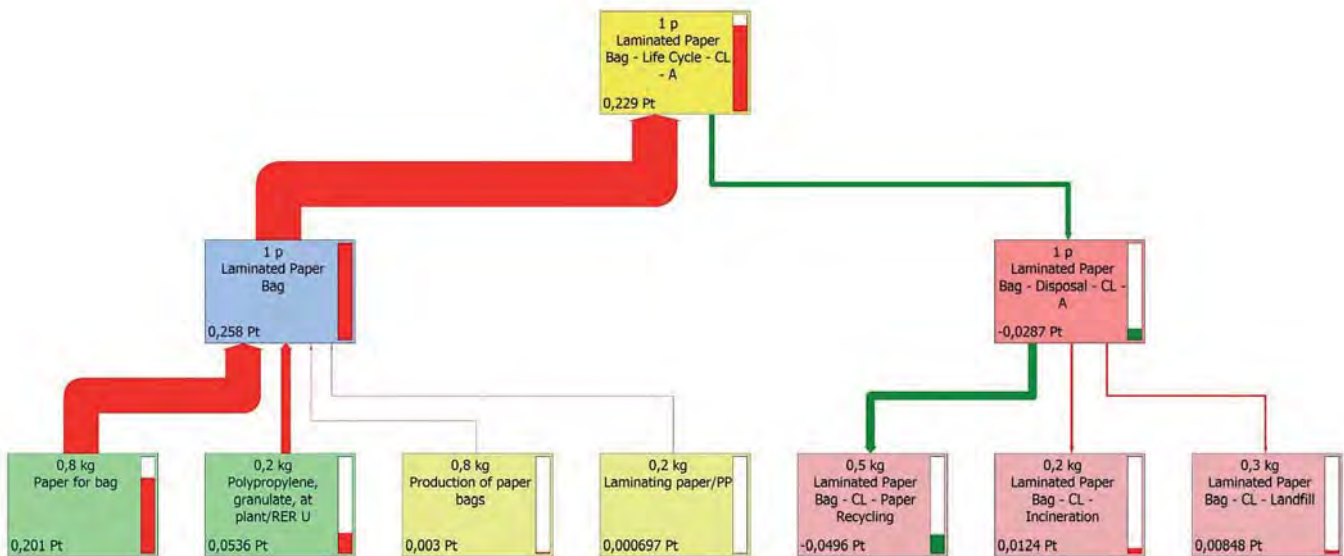 1 p
Laminated Paper
Bag - Life Cycle - CL
- A
0,229 Pt
1 p
Laminated Paper
Bag
0,258 Pt
1 p
Laminated Paper
Bag - Disposal - CL -
A
-0,0287 Pt
0,8 kg
Paper for bag
0,201 Pt
0,2 kg
Polypropylene,
granulate, at
plant/RER U
0,0536 Pt
0,8 kg
Production of paper
bags
0,003 Pt
0,2 kg
Laminating paper/PP
0,000697 Pt
0,5 kg
Laminated Paper
Bag - CL - Paper
Recycling
-0,0496 Pt
0,2 kg
Laminated Paper
Bag - CL -
Incineration
0,0124 Pt
0,3 kg
Laminated Paper
Bag - CL - Landfill
0,00848 Pt